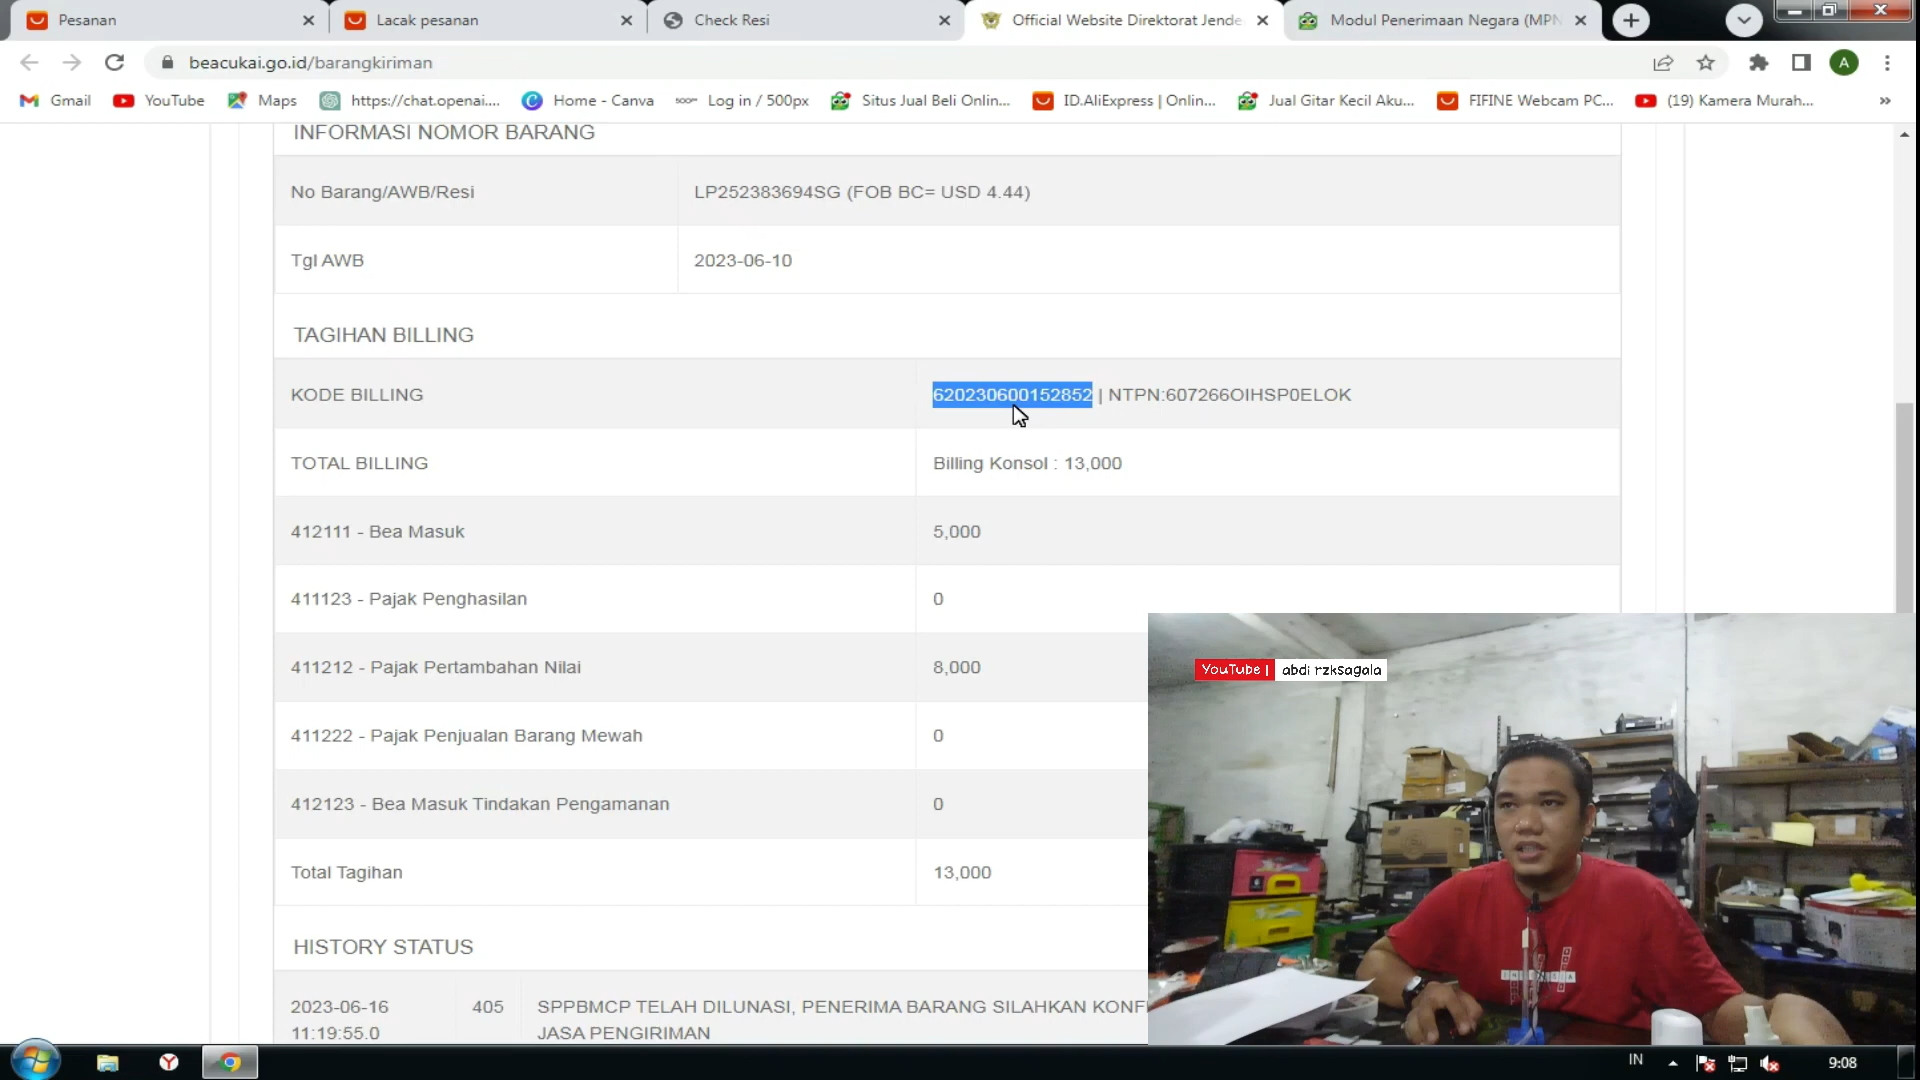 Pesanan
Lacak pesanan
Check Resi
Official Website Direktorat Jende
Modul Penerimaan Negara (MPN
beacukai.go.id/barangkiriman
A
Gmail
YouTube
Maps
https://chat.openai....
Home - Canva
Log in / 500px
Situs Jual Beli Onlin...
ID.AliExpress | Onlin...
Jual Gitar Kecil Aku...
FIFINE Webcam PC...
(19) Kamera Murah...
INFORMASI NOMOR BARANG
No Barang/AWB/Resi
LP252383694SG (FOB BC= USD 4.44)
Tgl AWB
2023-06-10
TAGIHAN BILLING
KODE BILLING
620230600152852 | NTPN:607266OIHSP0ELOK
TOTAL BILLING
Billing Konsol : 13,000
412111 - Bea Masuk
5,000
411123 - Pajak Penghasilan
0
411212 - Pajak Pertambahan Nilai
8,000
411222 - Pajak Penjualan Barang Mewah
0
412123 - Bea Masuk Tindakan Pengamanan
0
Total Tagihan
13,000
YouTube | abdi rzksagala
HISTORY STATUS
2023-06-16
11:19:55.0
405
SPPBMCP TELAH DILUNASI, PENERIMA BARANG SILAHKAN KONF
JASA PENGIRIMAN
IN
9:08